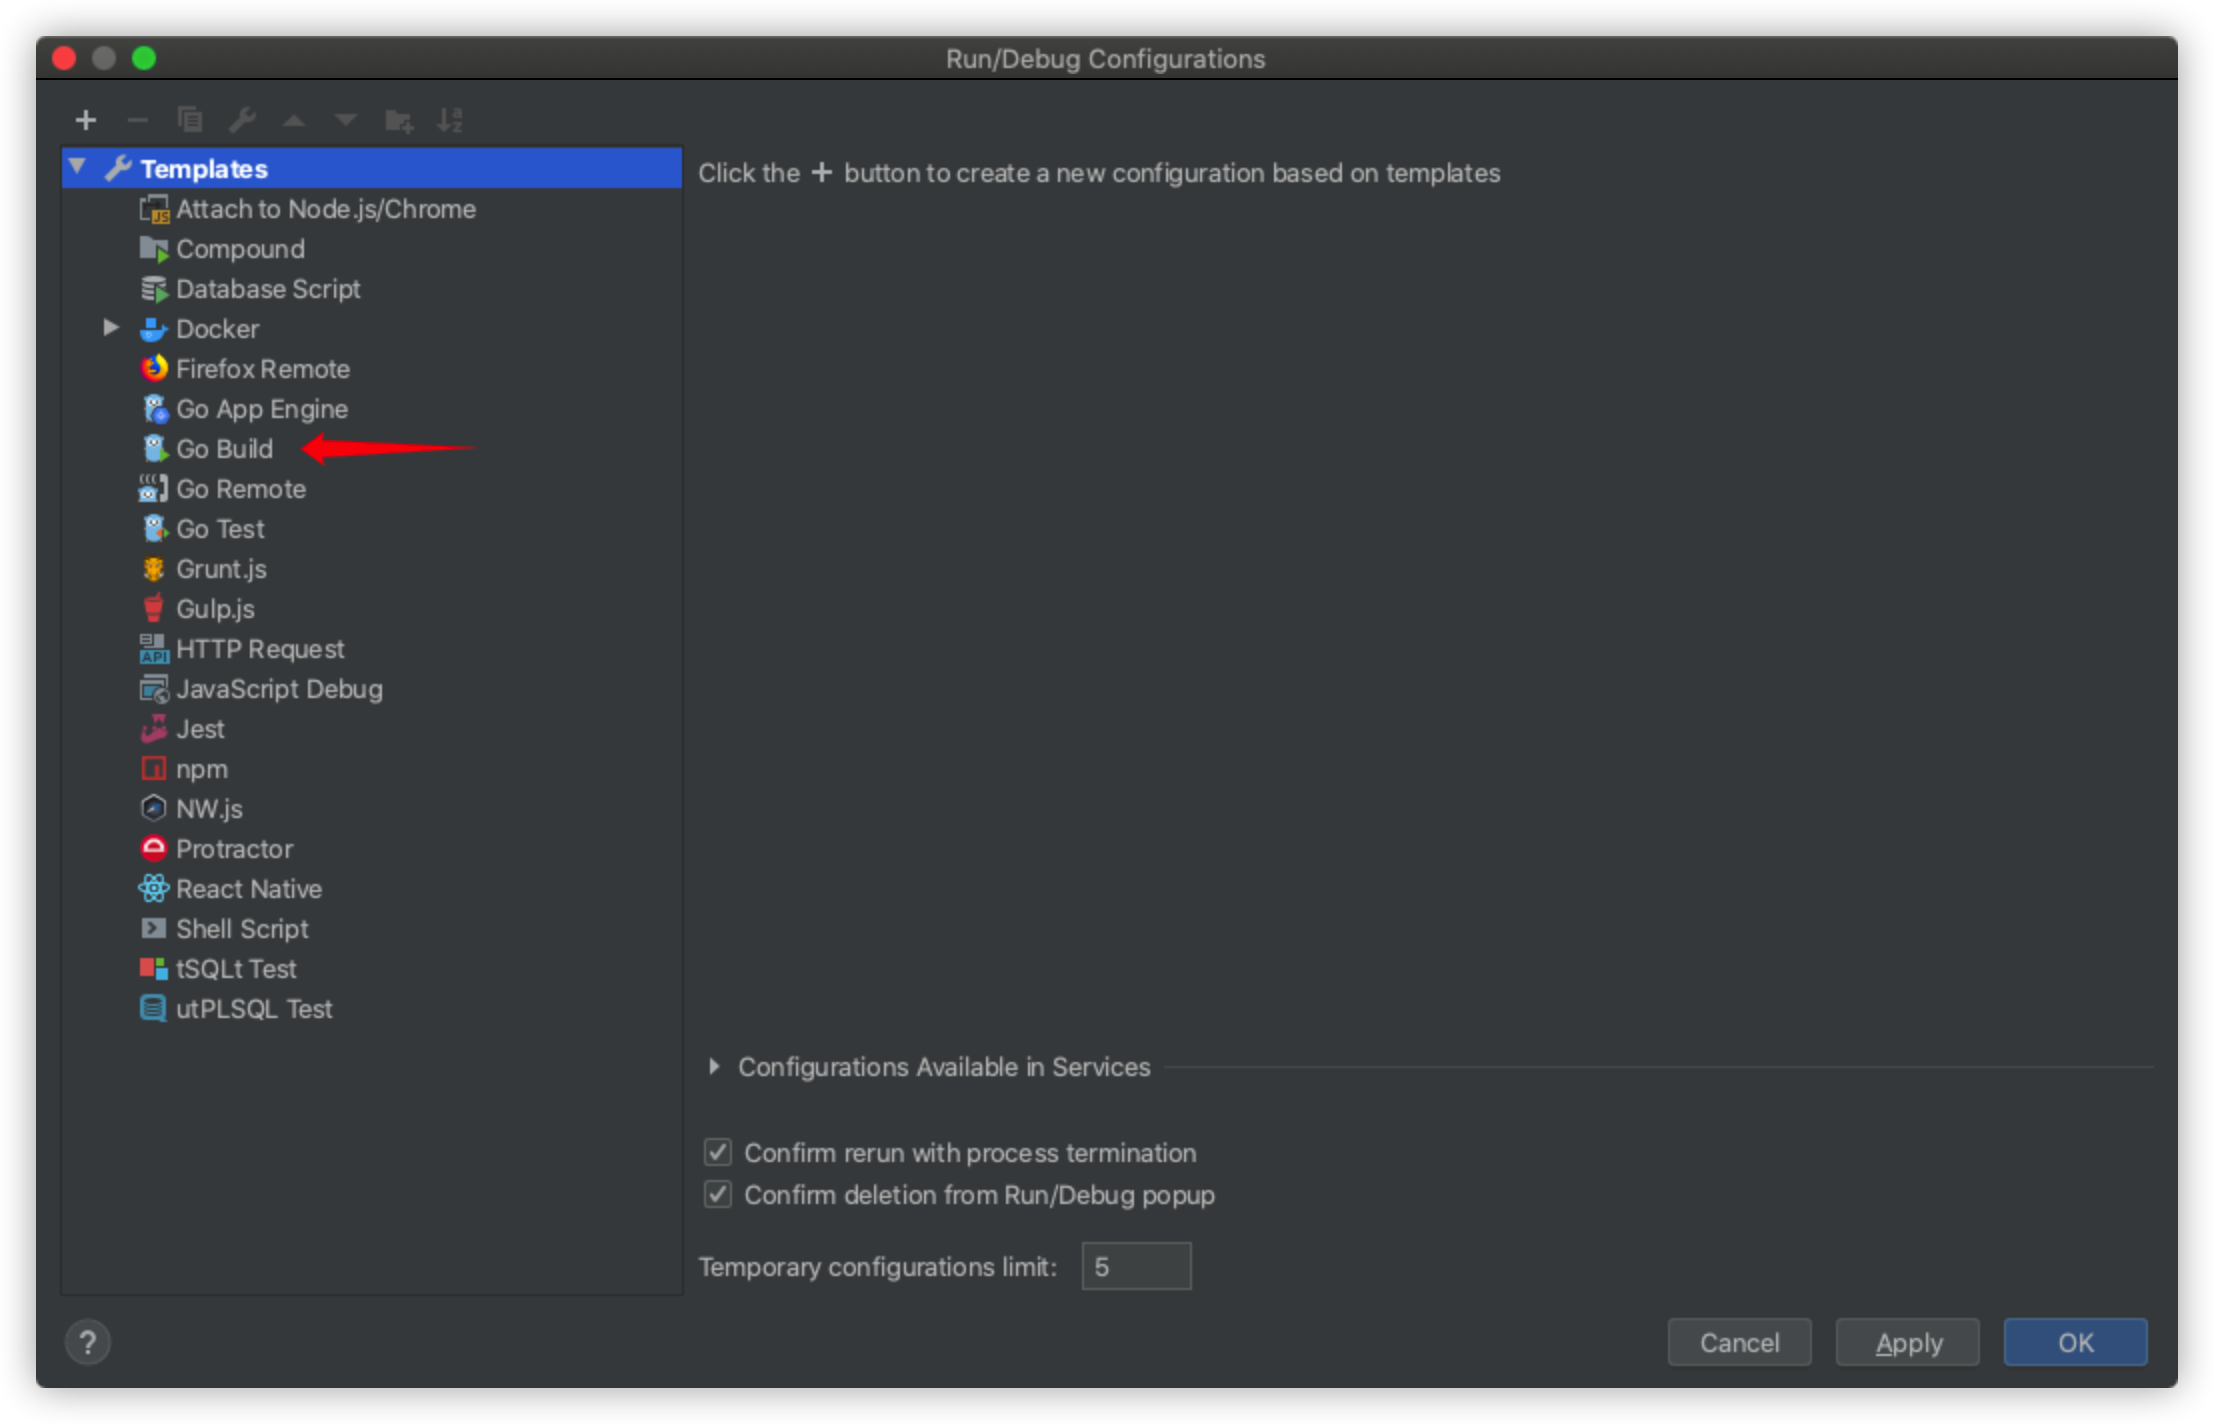 Run/Debug Configurations
Templates
Attach to Node.js/Chrome
Compound
Database Script
Docker
Firefox Remote
Go App Engine
Go Build
Go Remote
Go Test
Grunt.js
Gulp.js
API
HTTP Request
JavaScript Debug
Jest
npm
NW.js
Protractor
React Native
Shell Script
tSQLt Test
utPLSQL Test
Click the + button to create a new configuration based on templates
Configurations Available in Services
Confirm rerun with process termination
Confirm deletion from Run/Debug popup
Temporary configurations limit: 5
?
Cancel
Apply
OK